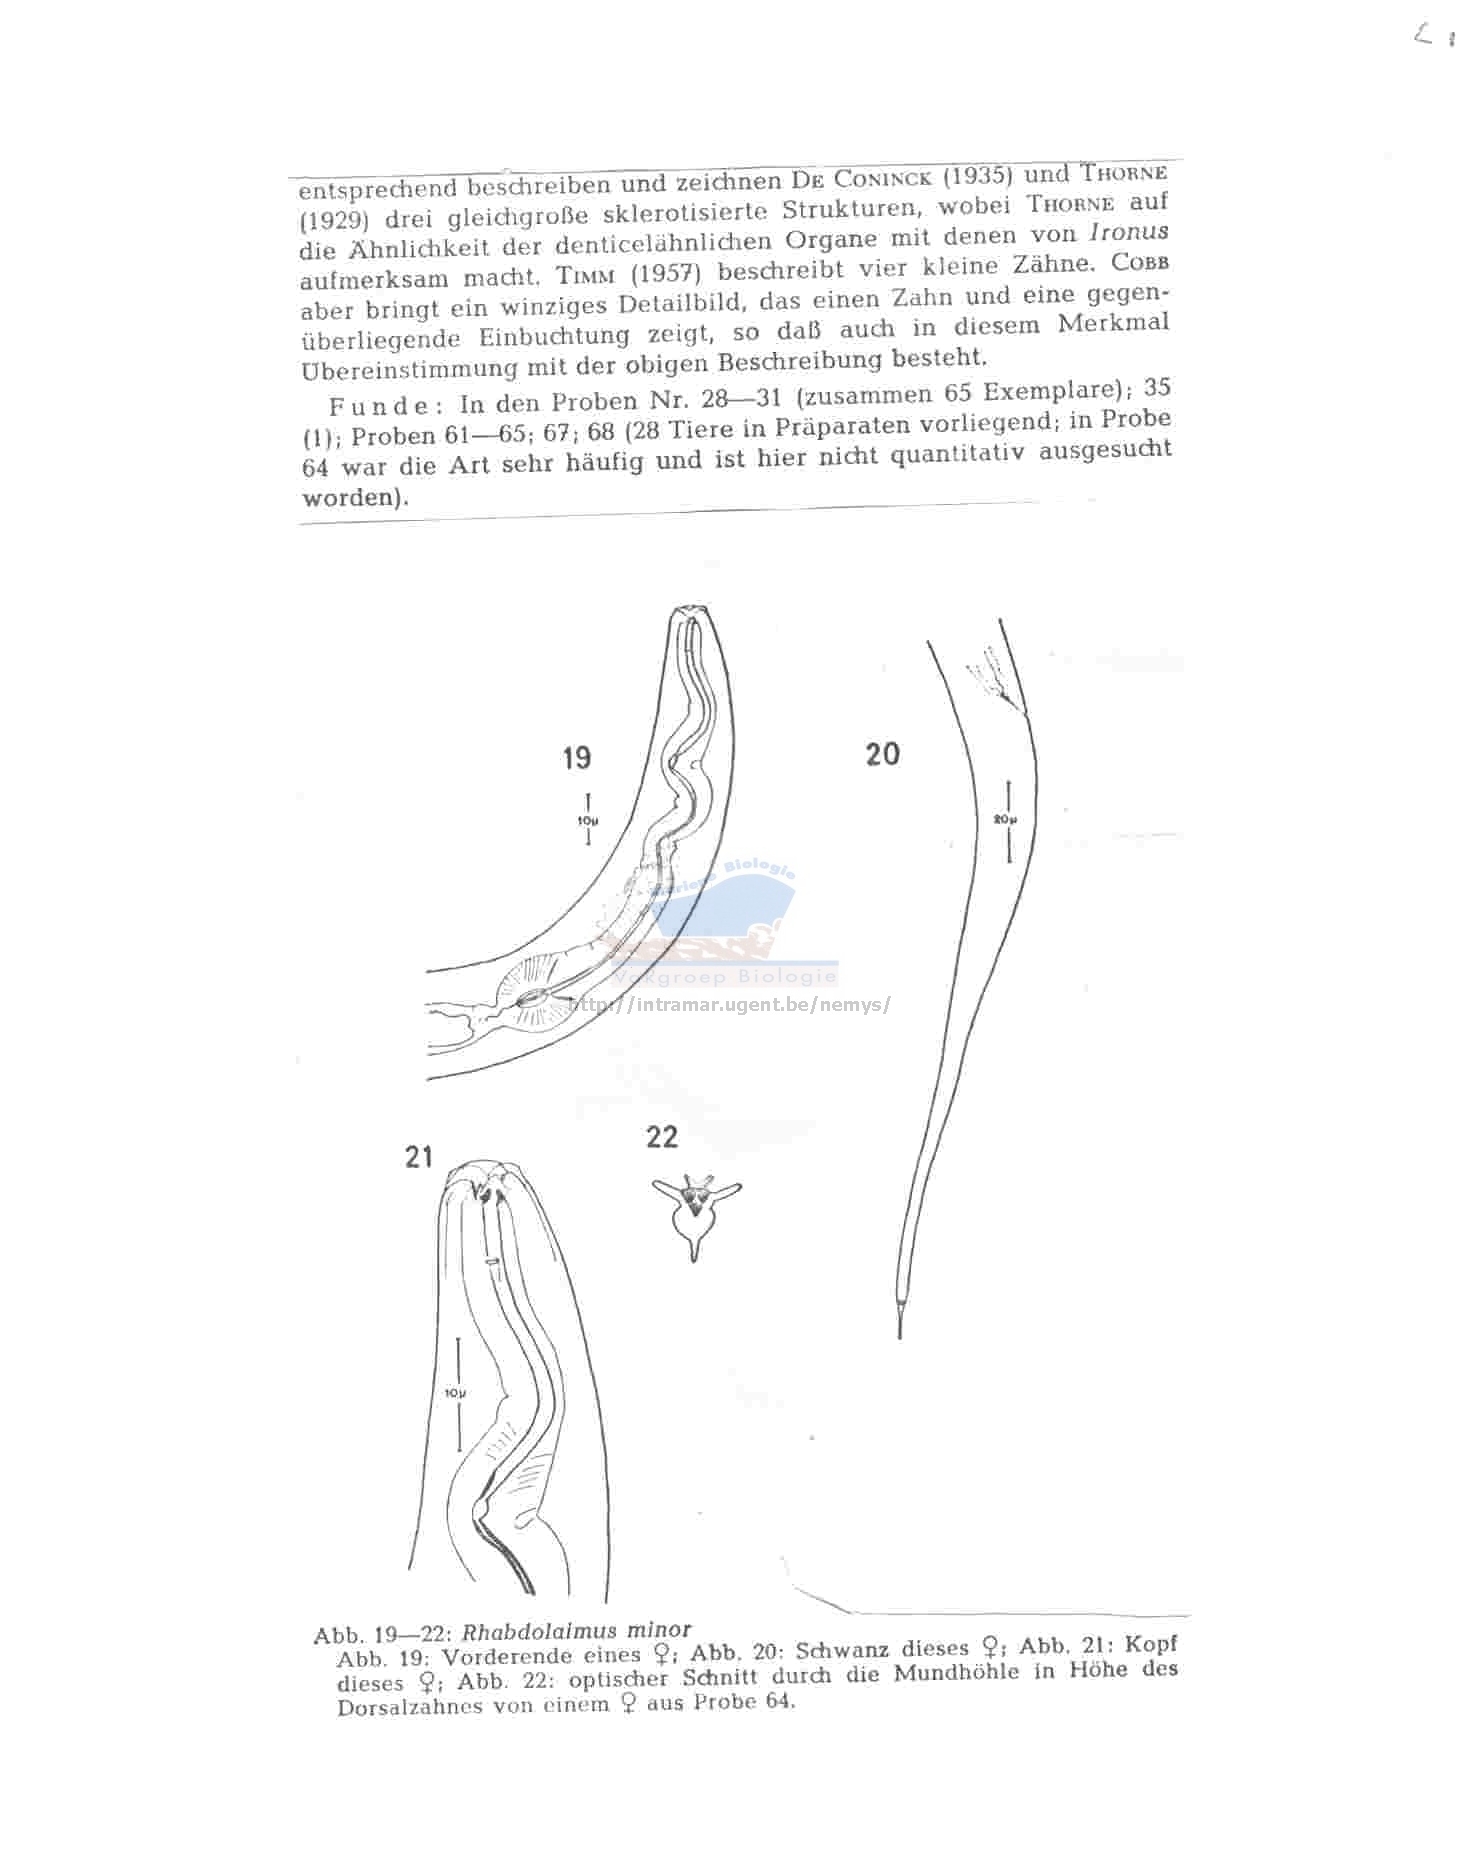 entsprechend beschreiben und zeichnen DE CONINCK (1935) und THORNE
(1929) drei gleichgroße sklerotisierte Strukturen, wobei THORNE auf
die Ähnlichkeit der denticelähnlichen Organe mit denen von Ironus
aufmerksam macht. TIMM (1957) beschreibt vier kleine Zähne. COBB
aber bringt ein winziges Detailbild, das einen Zahn und eine gegen-
überliegende Einbuchtung zeigt, so daß auch in diesem Merkmal
Übereinstimmung mit der obigen Beschreibung besteht.
Funde: In den Proben Nr. 28—31 (zusammen 65 Exemplare); 35
(1); Proben 61—65; 67; 68 (28 Tiere in Präparaten vorliegend; in Probe
64 war die Art sehr häufig und ist hier nicht quantitativ ausgesucht
worden).
19
10µ
20
20µ
Mariene Biologie
Vakgroep Biologie
http://intramar.ugent.be/nemys/
21
10µ
22
Abb. 19—22: Rhabdolaimus minor
Abb. 19: Vorderende eines ♀; Abb. 20: Schwanz dieses ♀; Abb. 21: Kopf
dieses ♀; Abb. 22: optischer Schnitt durch die Mundhöhle in Höhe des
Dorsalzahnes von einem ♀ aus Probe 64.